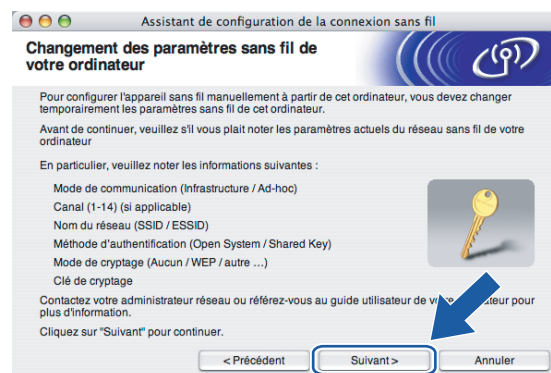 Assistant de configuration de la connexion sans fil
Changement des paramètres sans fil de
votre ordinateur
Pour configurer l'appareil sans fil manuellement à partir de cet ordinateur, vous devez changer
temporairement les paramètres sans fil de cet ordinateur.
Avant de continuer, veuillez s'il vous plait noter les paramètres actuels du réseau sans fil de votre
ordinateur
En particulier, veuillez noter les informations suivantes :
Mode de communication (Infrastructure / Ad-hoc)
Canal (1-14) (si applicable)
Nom du réseau (SSID / ESSID)
Méthode d'authentification (Open System / Shared Key)
Mode de cryptage (Aucun / WEP / autre ...)
Clé de cryptage
Contactez votre administrateur réseau ou référez-vous au guide utilisateur de pour
plus d'information.
Cliquez sur "Suivant" pour continuer.
< Précédent
Suivant >
Annuler